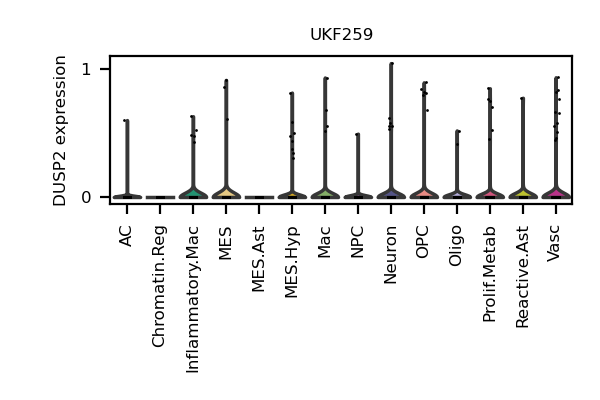 UKF259
DUSP2 expression
1
0
AC
Chromatin.Reg
Inflammatory.Mac
MES
MES.Ast
MES.Hyp
Mac
NPC
Neuron
OPC
Oligo
Prolif.Metab
Reactive.Ast
Vasc